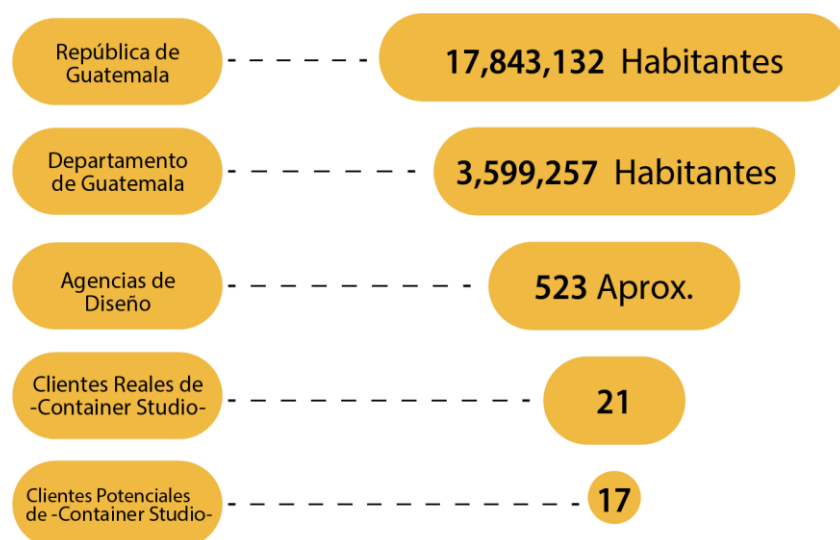 República de
Guatemala
17,843,132 Habitantes
Departamento
de Guatemala
3,599,257 Habitantes
Agencias de
Diseño
523 Aprox.
Clientes Reales de
-Container Studio-
21
Clientes Potenciales
de -Container Studio-
17